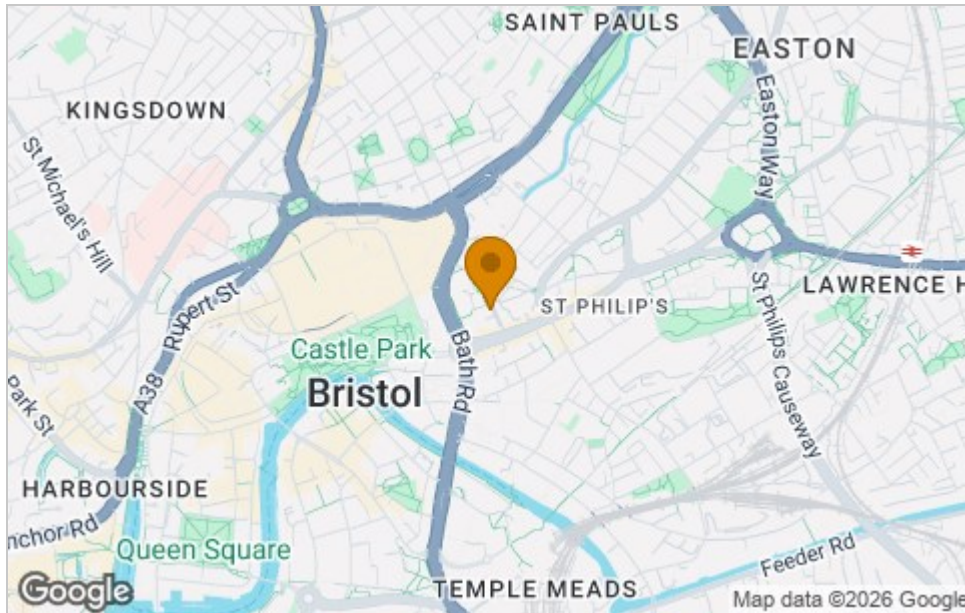 SAINT PAULS
EASTON
KINGSDOWN
Easton Way
St Michael's Hill
LAWRENCE H
Rupert St
ST PHILIP'S
St Philips Causeway
Castle Park
Bath Rd
Bristol
A38
Park St
HARBOURSIDE
nchor Rd
Queen Square
Feeder Rd
TEMPLE MEADS
Google
Map data ©2026 Google